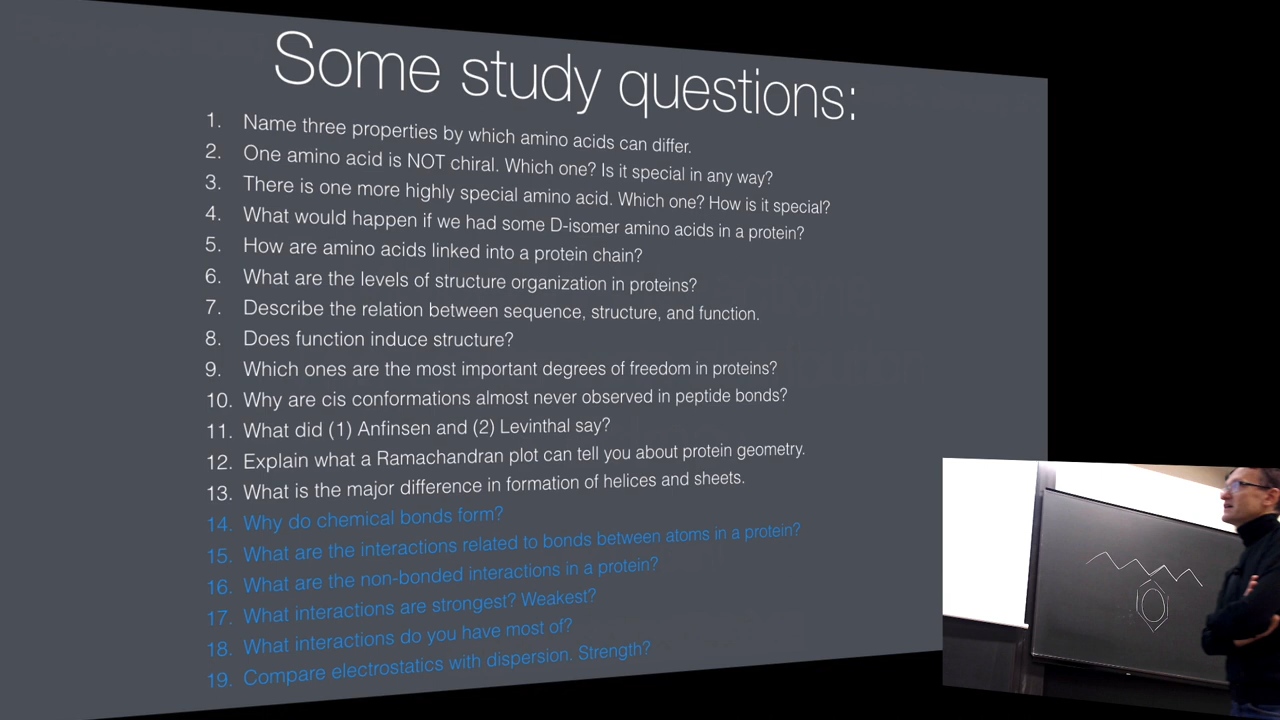 Some study questions:
1. Name three properties by which amino acids can differ.
2. One amino acid is NOT chiral. Which one? Is it special in any way?
3. There is one more highly special amino acid. Which one? How is it special?
4. What would happen if we had some D-isomer amino acids in a protein?
5. How are amino acids linked into a protein chain?
6. What are the levels of structure organization in proteins?
7. Describe the relation between sequence, structure, and function.
8. Does function induce structure?
9. Which ones are the most important degrees of freedom in proteins?
10. Why are cis conformations almost never observed in peptide bonds?
11. What did (1) Anfinsen and (2) Levinthal say?
12. Explain what a Ramachandran plot can tell you about protein geometry.
13. What is the major difference in formation of helices and sheets.
14. Why do chemical bonds form?
15. What are the interactions related to bonds between atoms in a protein?
16. What are the non-bonded interactions in a protein?
17. What interactions are strongest? Weakest?
18. What interactions do you have most of?
19. Compare electrostatics with dispersion. Strength?